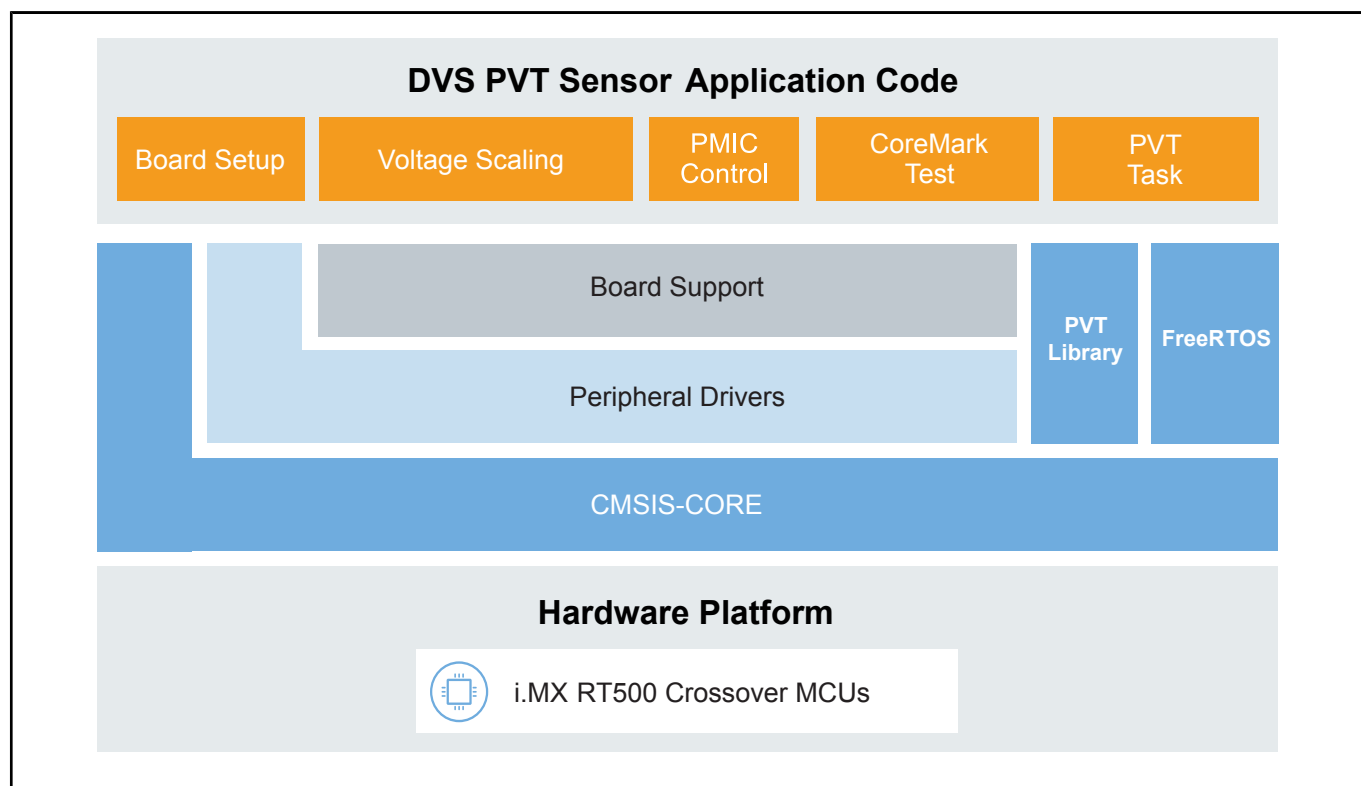 DVS PVT Sensor Application Code
Board Setup
Voltage Scaling
PMIC
Control
CoreMark
Test
PVT
Task
Board Support
PVT
Library
FreeRTOS
Peripheral Drivers
CMSIS-CORE
Hardware Platform
i.MX RT500 Crossover MCUs